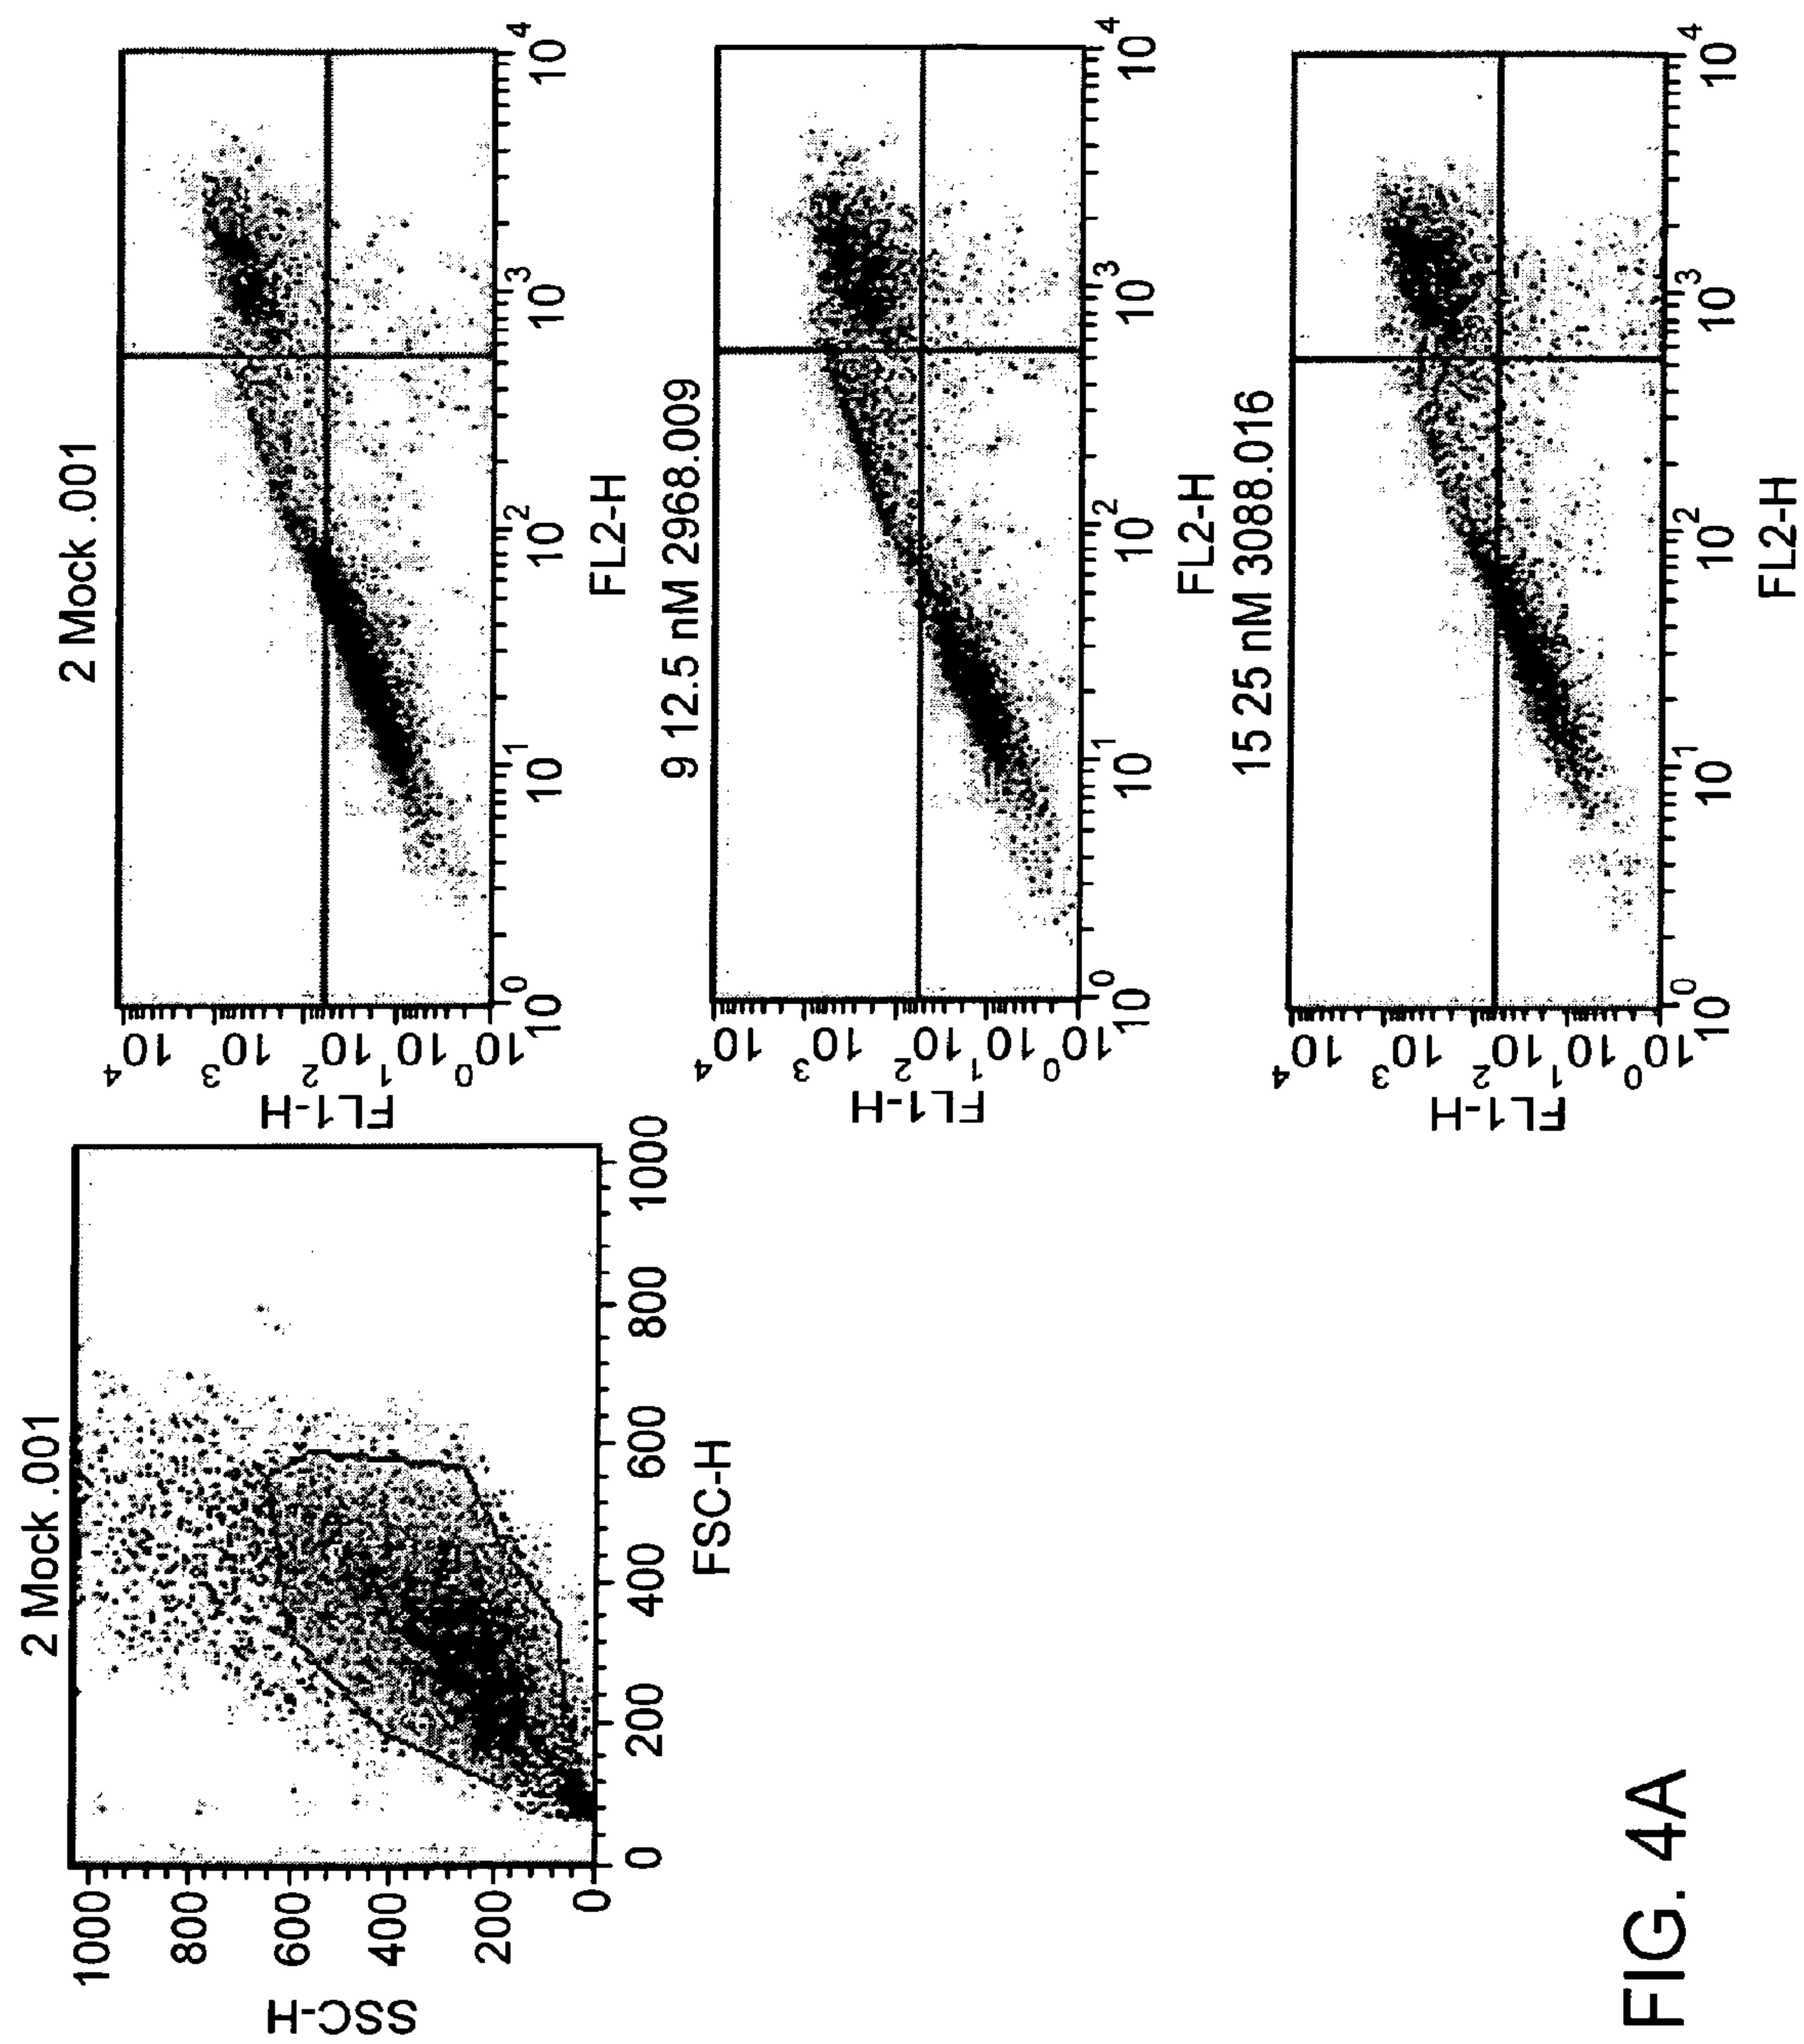 2 Mock .001
SSC-H
1000
800
600
400
200
0
0 200 400 600 800 1000
FSC-H
2 Mock .001
FL1-H
10^4
10^3
10^2
10^1
10^0
10^0 10^1 10^2 10^3 10^4
FL2-H
9 12.5 nM 2968.009
FL1-H
10^4
10^3
10^2
10^1
10^0
10^0 10^1 10^2 10^3 10^4
FL2-H
15 25 nM 3088.016
FL1-H
10^4
10^3
10^2
10^1
10^0
10^0 10^1 10^2 10^3 10^4
FL2-H
FIG. 4A